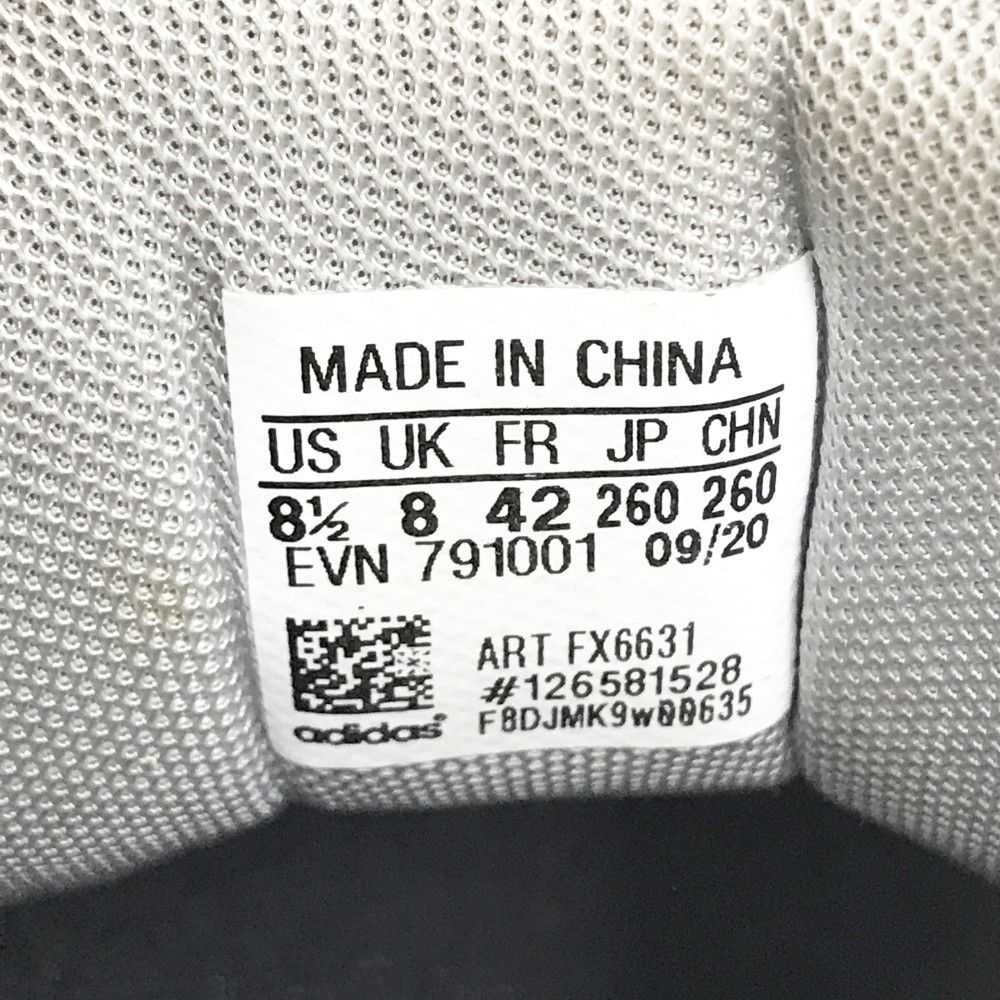 MADE IN CHINA
US UK FR JP CHN
8½ 8 42 260 260
EVN 791001 09/20
ART FX6631
#126581528
F8DJMK9W00635
adidas